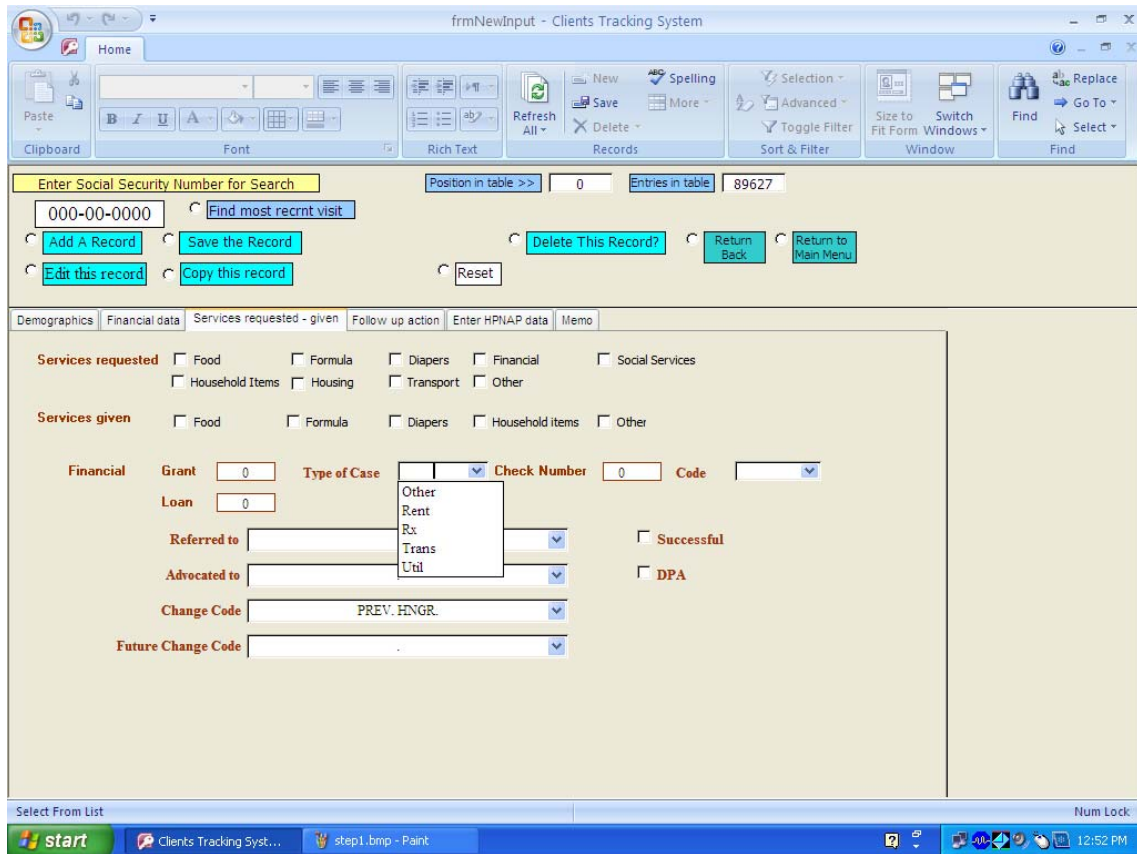 frmNewInput - Clients Tracking System
Home
Paste
Clipboard
B I U A
Font
ab
Rich Text
Refresh All
New
Save
Delete
ABC Spelling
More
Records
Selection
Advanced
Toggle Filter
Sort & Filter
Size to Fit Form
Switch Windows
Window
Find
Replace
Go To
Select
Find
Enter Social Security Number for Search
Position in table >> 0 Entries in table 89627
000-00-0000 Find most recrnt visit
Add A Record Save the Record Delete This Record? Return Back Return to Main Menu
Edit this record Copy this record Reset
Demographics Financial data Services requested - given Follow up action Enter HPNAP data Memo
Services requested Food Formula Diapers Financial Social Services
Household Items Housing Transport Other
Services given Food Formula Diapers Household items Other
Financial Grant 0 Type of Case Check Number 0 Code
Loan 0
Other
Rent
Rx
Trans
Util
Referred to Successful
Advocated to DPA
Change Code PREV. HNGR.
Future Change Code .
Select From List Num Lock
start Clients Tracking Syst... step1.bmp - Paint 12:52 PM